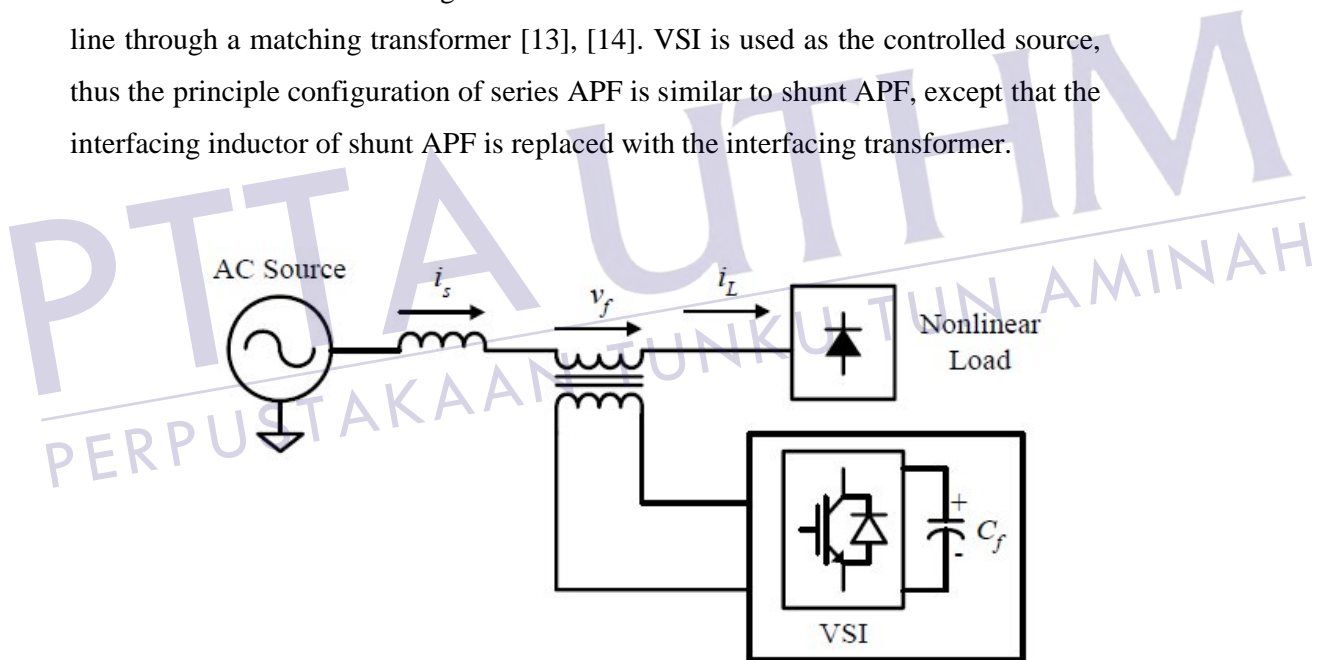 line through a matching transformer [13], [14]. VSI is used as the controlled source,
thus the principle configuration of series APF is similar to shunt APF, except that the
interfacing inductor of shunt APF is replaced with the interfacing transformer.
PTTA UTHM
PERPUSTAKAAN TUNKU TUN AMINAH
AC Source
i_s
v_f
i_L
Nonlinear
Load
+
C_f
-
VSI